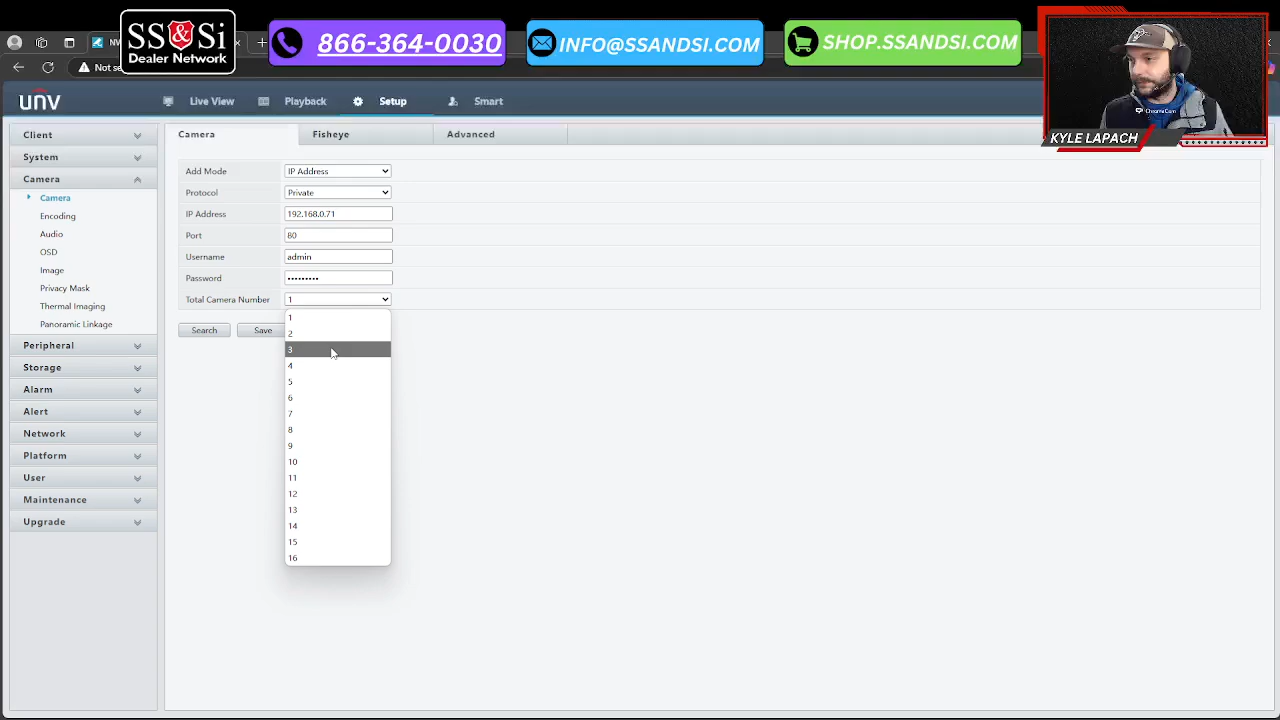 SS&Si
Dealer Network
866-364-0030
INFO@SSANDSI.COM
SHOP.SSANDSI.COM
Not se
ChromaCam
KYLE LAPACH
unv
Live View
Playback
Setup
Smart
Client
System
Camera
Camera
Encoding
Audio
OSD
Image
Privacy Mask
Thermal Imaging
Panoramic Linkage
Peripheral
Storage
Alarm
Alert
Network
Platform
User
Maintenance
Upgrade
Camera
Fisheye
Advanced
Add Mode
IP Address
Protocol
Private
IP Address
192.168.0.71
Port
80
Username
admin
Password
•••••••••
Total Camera Number
1
Search
Save
1
2
3
4
5
6
7
8
9
10
11
12
13
14
15
16